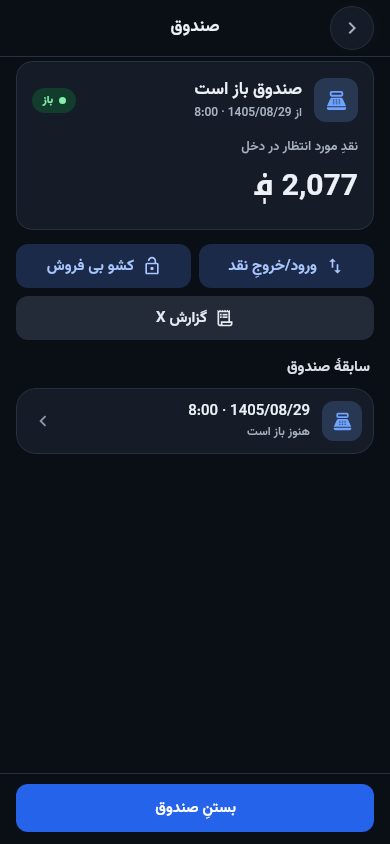 صندوق
صندوق باز است
از 1405/08/29 · 8:00
باز
نقدِ مورد انتظار در دخل
2,077 ؋
ورود/خروجِ نقد
کشو بی فروش
گزارش X
سابقهٔ صندوق
1405/08/29 · 8:00
هنوز باز است
بستنِ صندوق